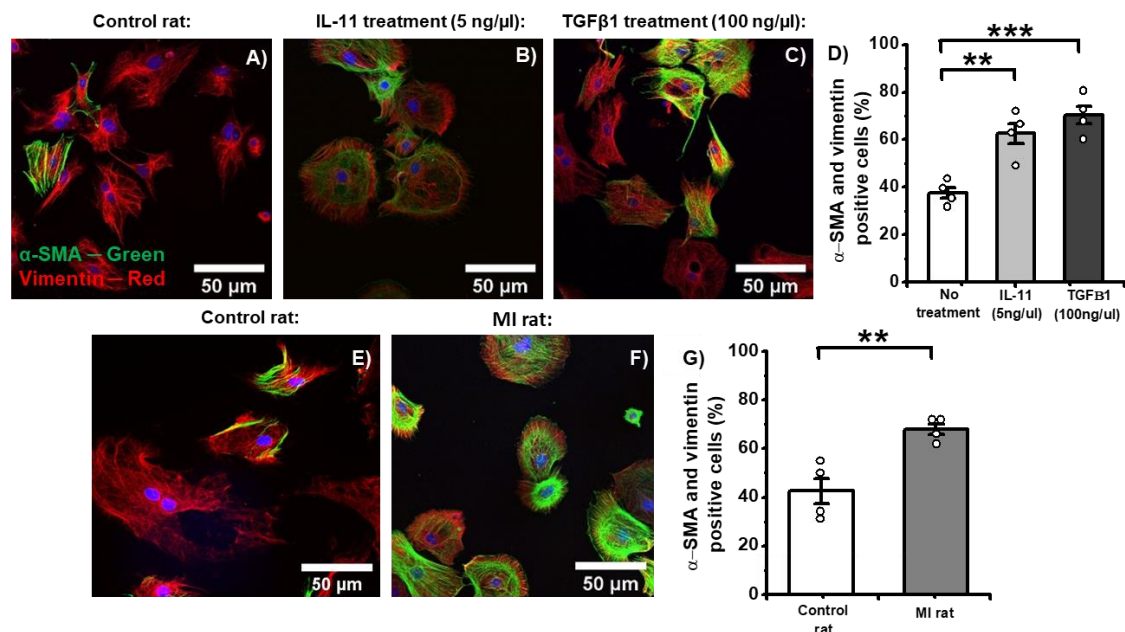 Control rat:
IL-11 treatment (5 ng/µl):
TGFβ1 treatment (100 ng/µl):
A)
α-SMA – Green
Vimentin – Red
50 µm
B)
50 µm
C)
50 µm
D)
α–SMA and vimentin
positive cells (%)
100
80
60
40
20
0
**
***
No
treatment
IL-11
(5ng/ul)
TGFB1
(100ng/ul)
Control rat:
MI rat:
E)
50 µm
F)
50 µm
G)
α–SMA and vimentin
positive cells (%)
100
80
60
40
20
0
**
Control
rat
MI rat